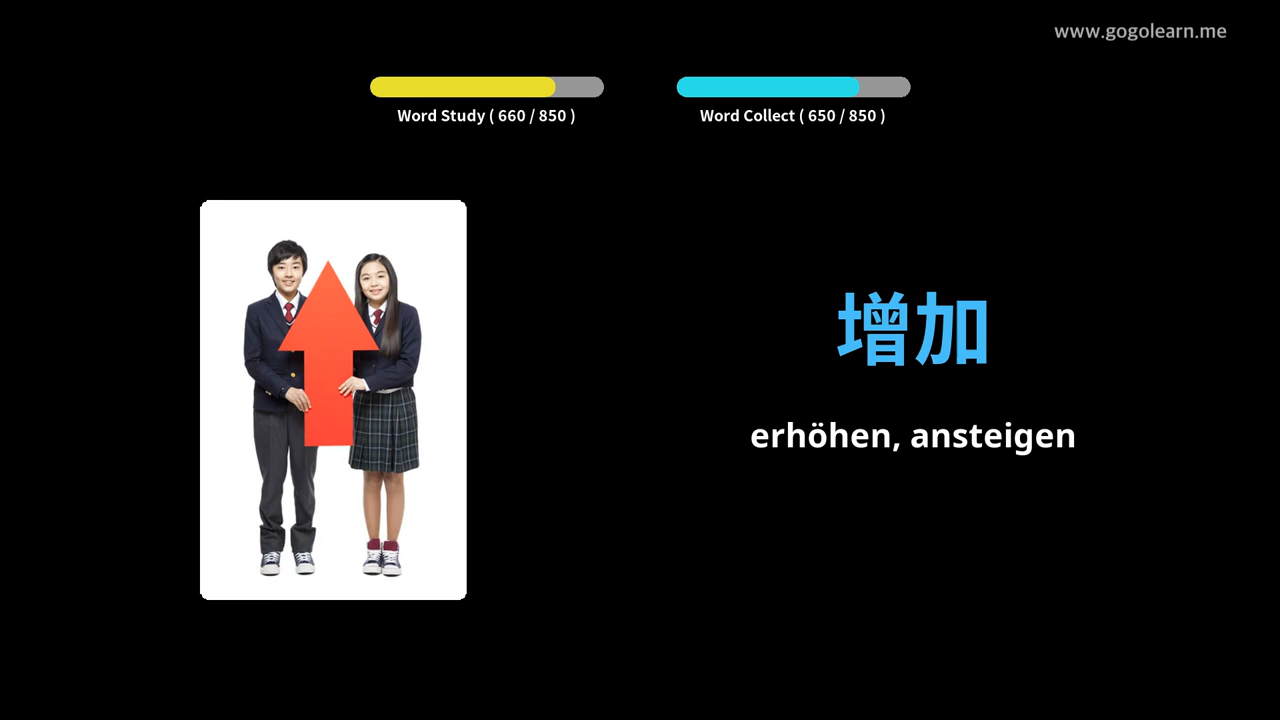 www.gogolearn.me
Word Study ( 660 / 850 )
Word Collect ( 650 / 850 )
增加
erhöhen, ansteigen